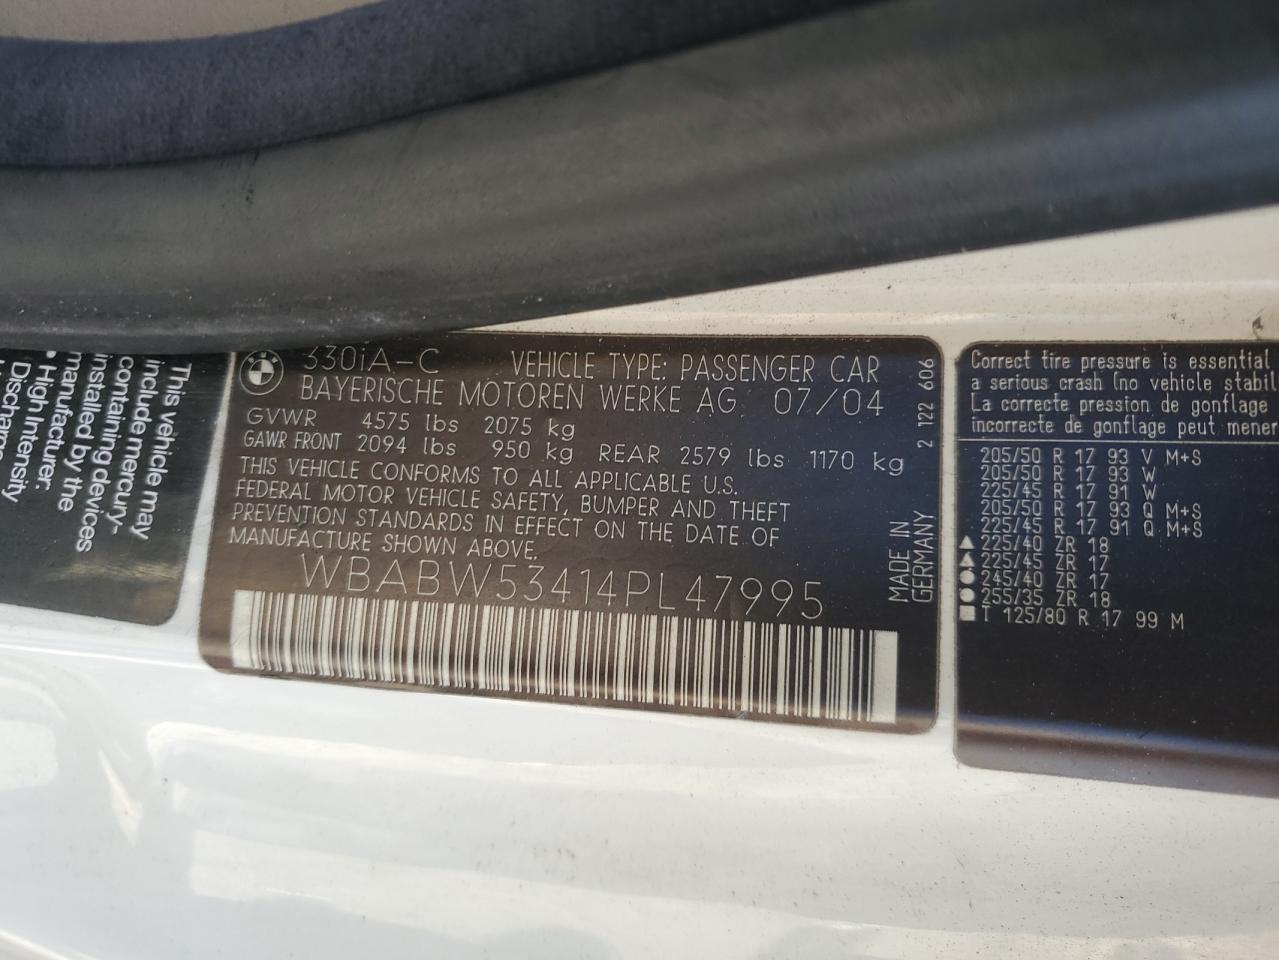 This vehicle may
include mercury-
containing devices
installed by the
manufacturer:
• High Intensity
330iA-C VEHICLE TYPE: PASSENGER CAR
BAYERISCHE MOTOREN WERKE AG 07/04
GVWR 4575 lbs 2075 kg
GAWR FRONT 2094 lbs 950 kg REAR 2579 lbs 1170 kg
THIS VEHICLE CONFORMS TO ALL APPLICABLE U.S.
FEDERAL MOTOR VEHICLE SAFETY, BUMPER AND THEFT
PREVENTION STANDARDS IN EFFECT ON THE DATE OF
MANUFACTURE SHOWN ABOVE.
WBABW53414PL47995
2 122 606
MADE IN
GERMANY
Correct tire pressure is essential
a serious crash (no vehicle stabil
La correcte pression de gonflage
incorrecte de gonflage peut mener
205/50 R 17 93 V M+S
205/50 R 17 93 W
225/45 R 17 91 W
205/50 R 17 93 Q M+S
225/45 R 17 91 Q M+S
225/40 ZR 18
225/45 ZR 17
245/40 ZR 17
255/35 ZR 18
T 125/80 R 17 99 M